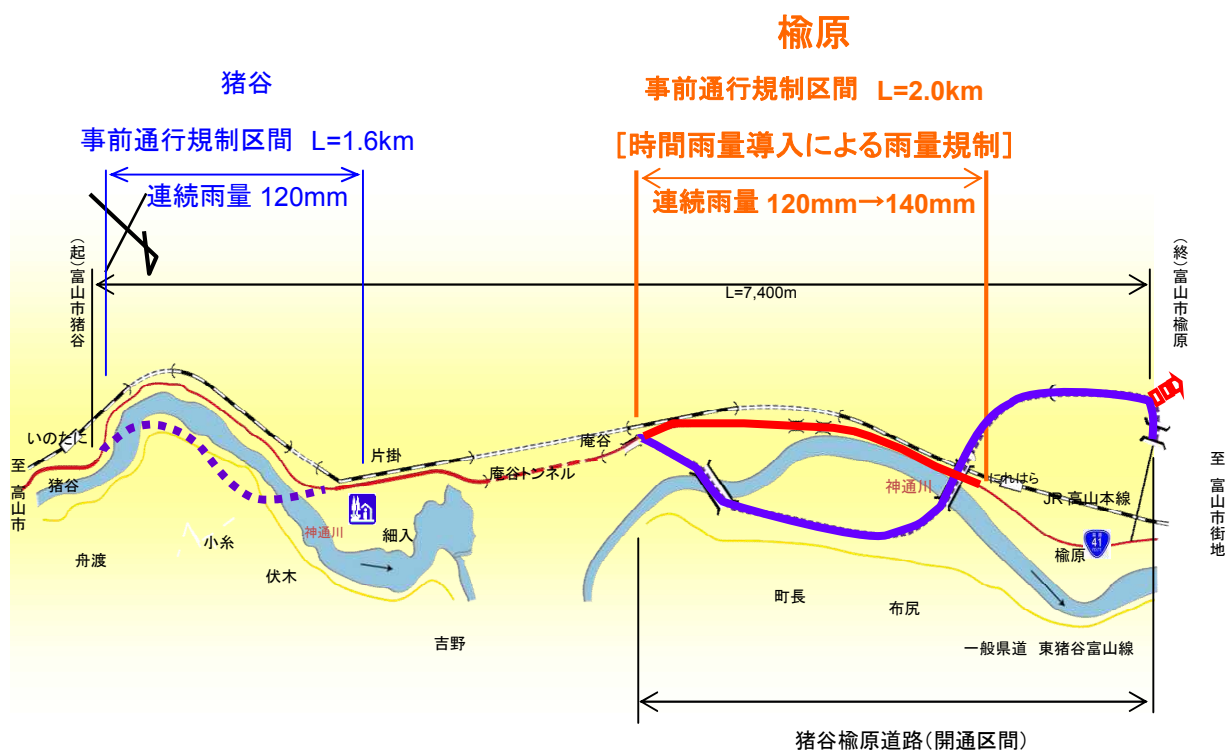 楡原
猪谷
事前通行規制区間 L=2.0km
事前通行規制区間 L=1.6km
[時間雨量導入による雨量規制]
連続雨量 120mm
連続雨量 120mm→140mm
(起)富山市猪谷
(終)富山市楡原
L=7,400m
いのたに
至 高山市
猪谷
舟渡
小糸
伏木
神通川
片掛
細入
吉野
庵谷トンネル
庵谷
神通川
にれはら
JR 高山本線
至 富山市街地
41
楡原
町長
布尻
一般県道 東猪谷富山線
猪谷楡原道路(開通区間)